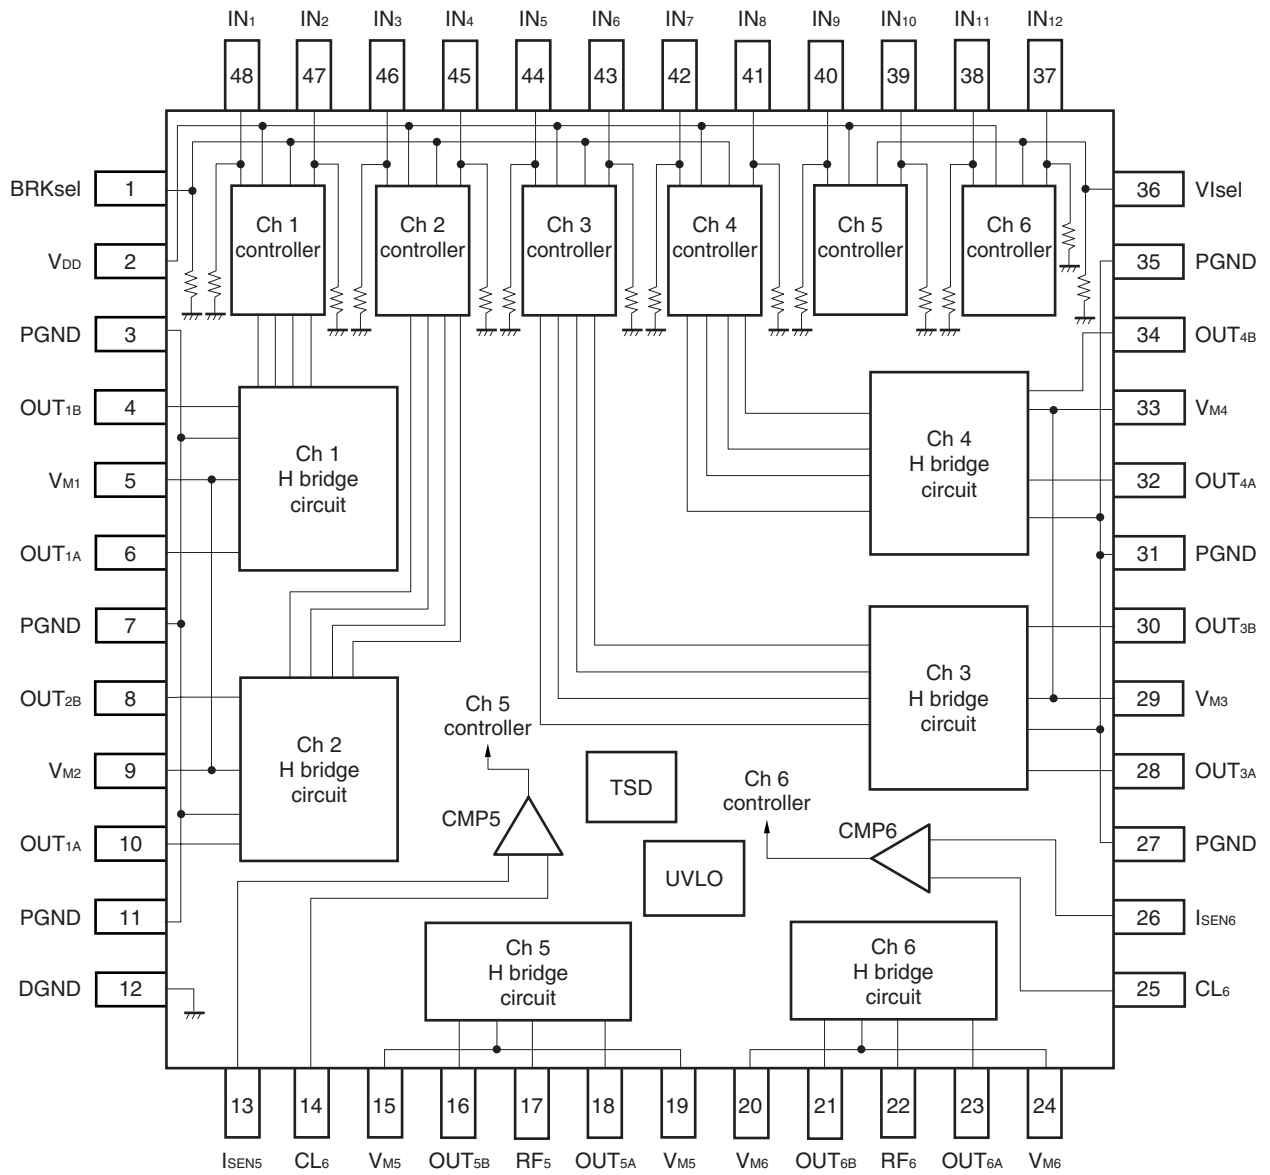 IN1 IN2 IN3 IN4 IN5 IN6 IN7 IN8 IN9 IN10 IN11 IN12
48 47 46 45 44 43 42 41 40 39 38 37
BRKsel 1
VDD 2
PGND 3
OUT1B 4
VM1 5
OUT1A 6
PGND 7
OUT2B 8
VM2 9
OUT1A 10
PGND 11
DGND 12
Ch 1
controller
Ch 2
controller
Ch 3
controller
Ch 4
controller
Ch 5
controller
Ch 6
controller
36 VIsel
35 PGND
34 OUT4B
33 VM4
32 OUT4A
31 PGND
30 OUT3B
29 VM3
28 OUT3A
27 PGND
26 ISEN6
25 CL6
Ch 1
H bridge
circuit
Ch 4
H bridge
circuit
Ch 2
H bridge
circuit
Ch 3
H bridge
circuit
Ch 5
controller
CMP5
TSD
Ch 6
controller
CMP6
UVLO
Ch 5
H bridge
circuit
Ch 6
H bridge
circuit
13 14 15 16 17 18 19 20 21 22 23 24
ISEN5 CL6 VM5 OUT5B RF5 OUT5A VM5 VM6 OUT6B RF6 OUT6A VM6